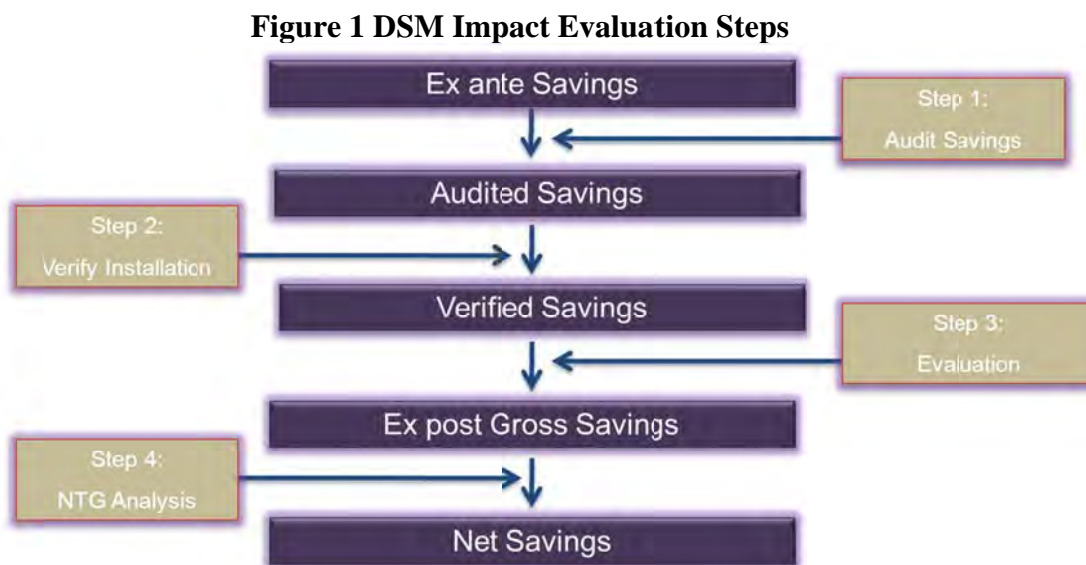 Figure 1 DSM Impact Evaluation Steps
Ex ante Savings
Step 1:
Audit Savings
Audited Savings
Step 2:
Verify Installation
Verified Savings
Step 3:
Evaluation
Ex post Gross Savings
Step 4:
NTG Analysis
Net Savings